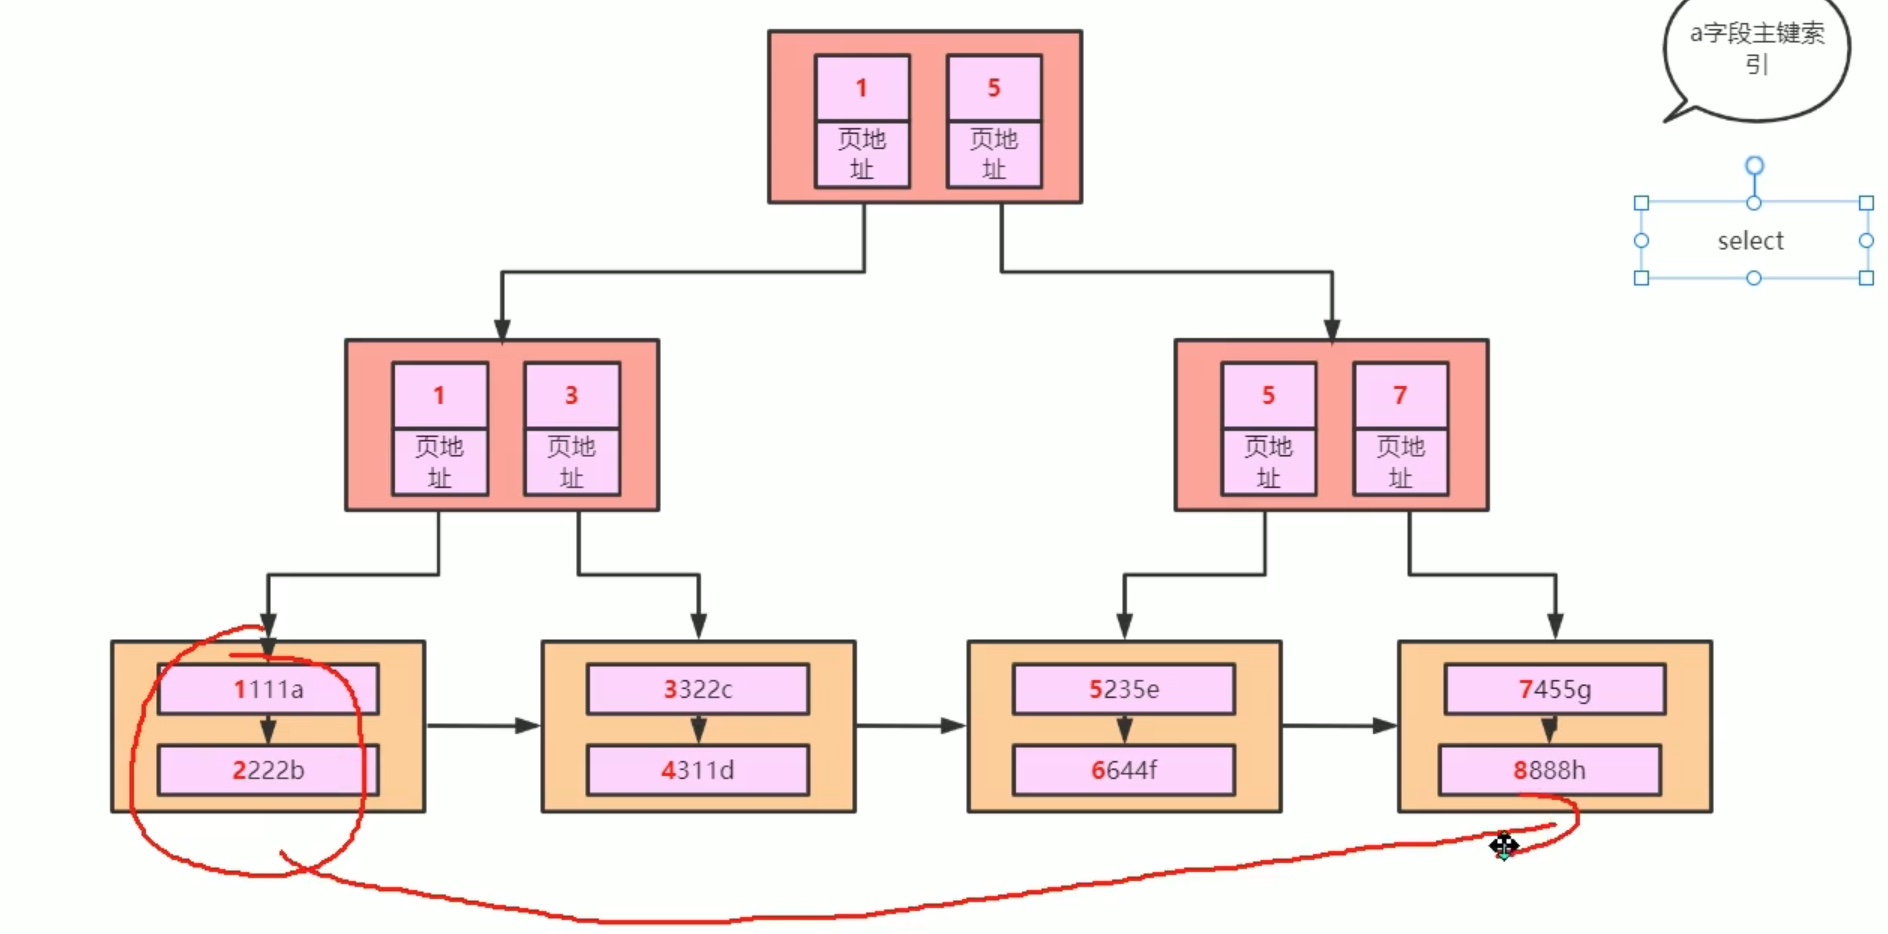 a字段主键索
引
1
5
页地
址
页地
址
select
1
3
5
7
页地
址
页地
址
页地
址
页地
址
1111a
3322c
5235e
7455g
2222b
4311d
6644f
8888h